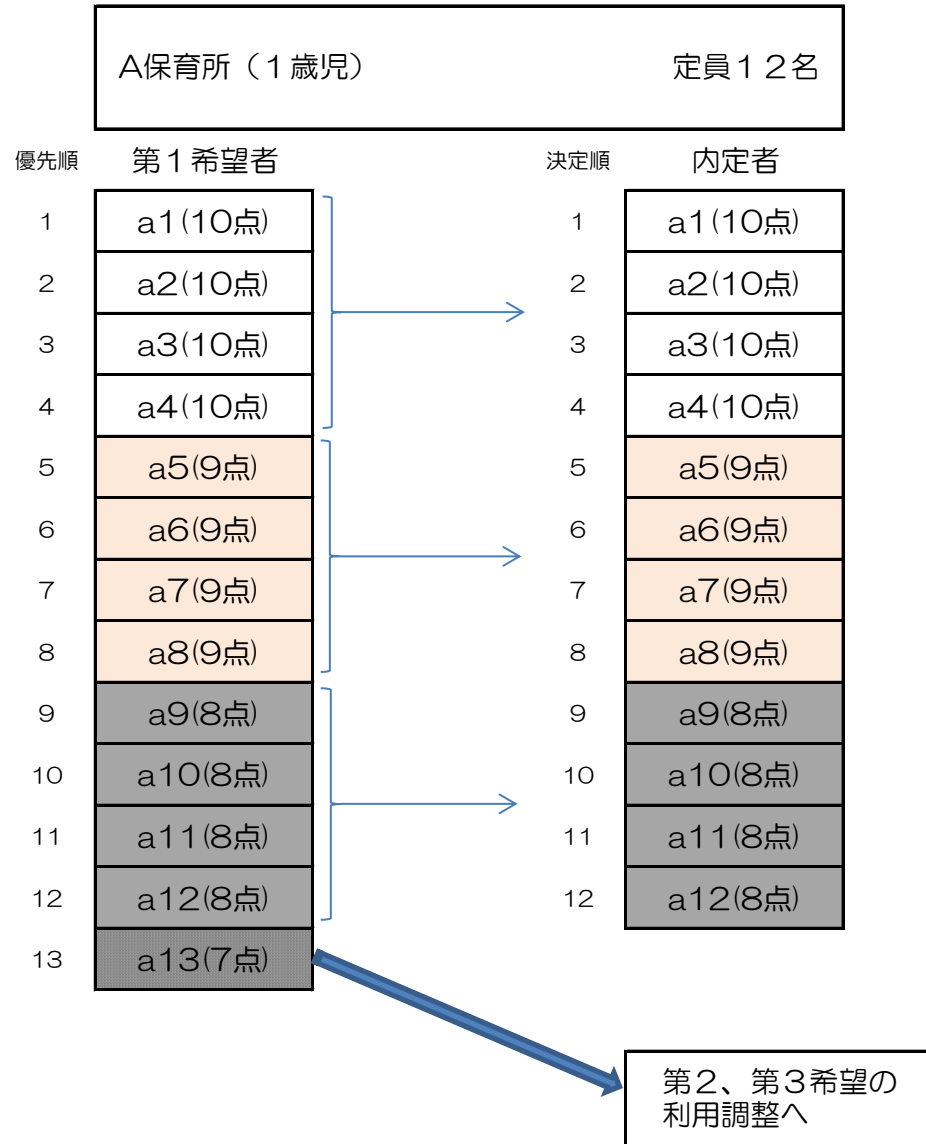 A保育所（１歳児） 定員１２名
優先順 第１希望者 決定順 内定者
1 a1(10点) 1 a1(10点)
2 a2(10点) 2 a2(10点)
3 a3(10点) 3 a3(10点)
4 a4(10点) 4 a4(10点)
5 a5(9点) 5 a5(9点)
6 a6(9点) 6 a6(9点)
7 a7(9点) 7 a7(9点)
8 a8(9点) 8 a8(9点)
9 a9(8点) 9 a9(8点)
10 a10(8点) 10 a10(8点)
11 a11(8点) 11 a11(8点)
12 a12(8点) 12 a12(8点)
13 a13(7点)
第２、第３希望の
利用調整へ